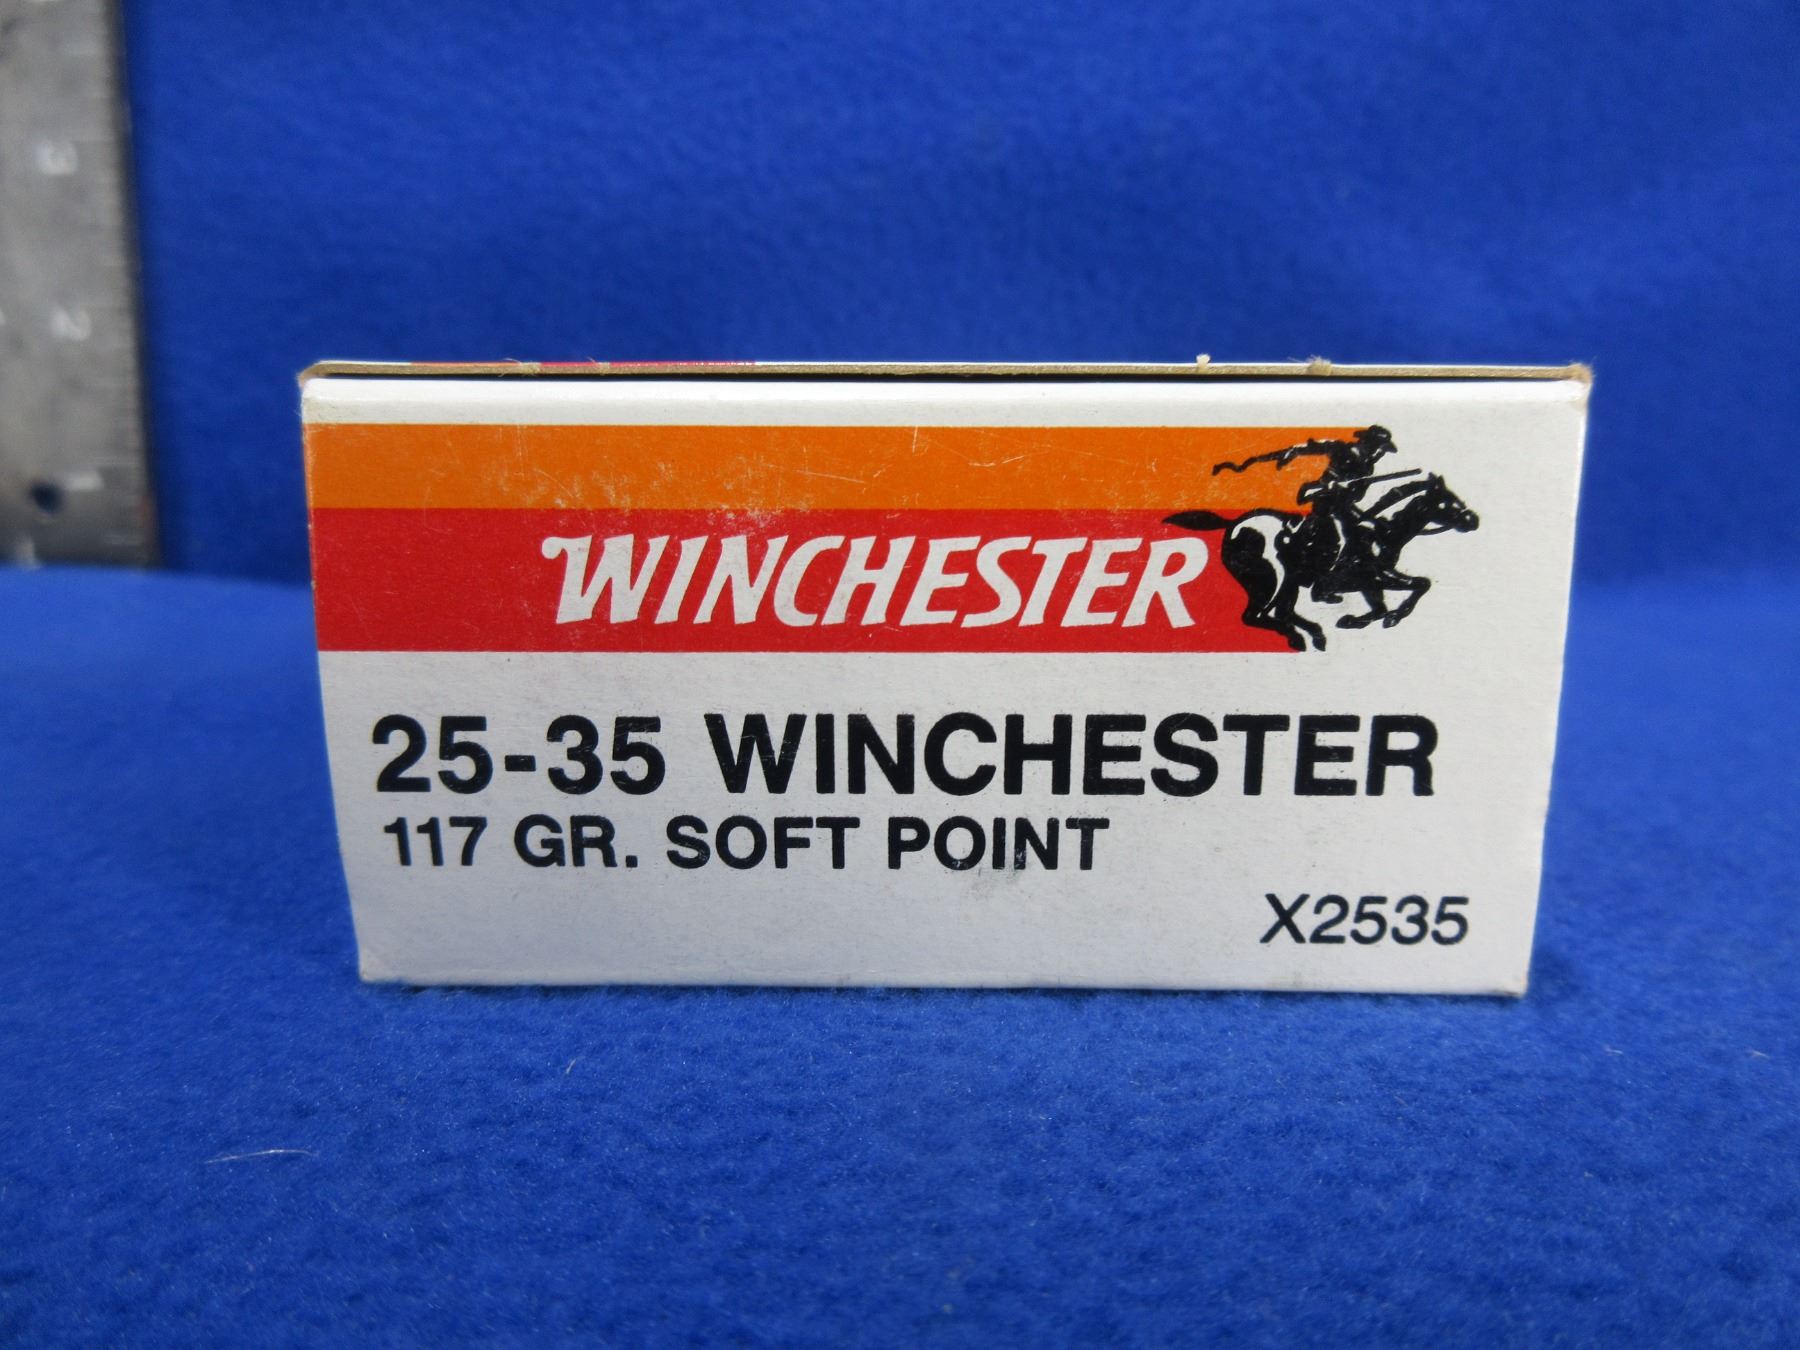 WINCHESTER
25-35 WINCHESTER
117 GR. SOFT POINT
X2535